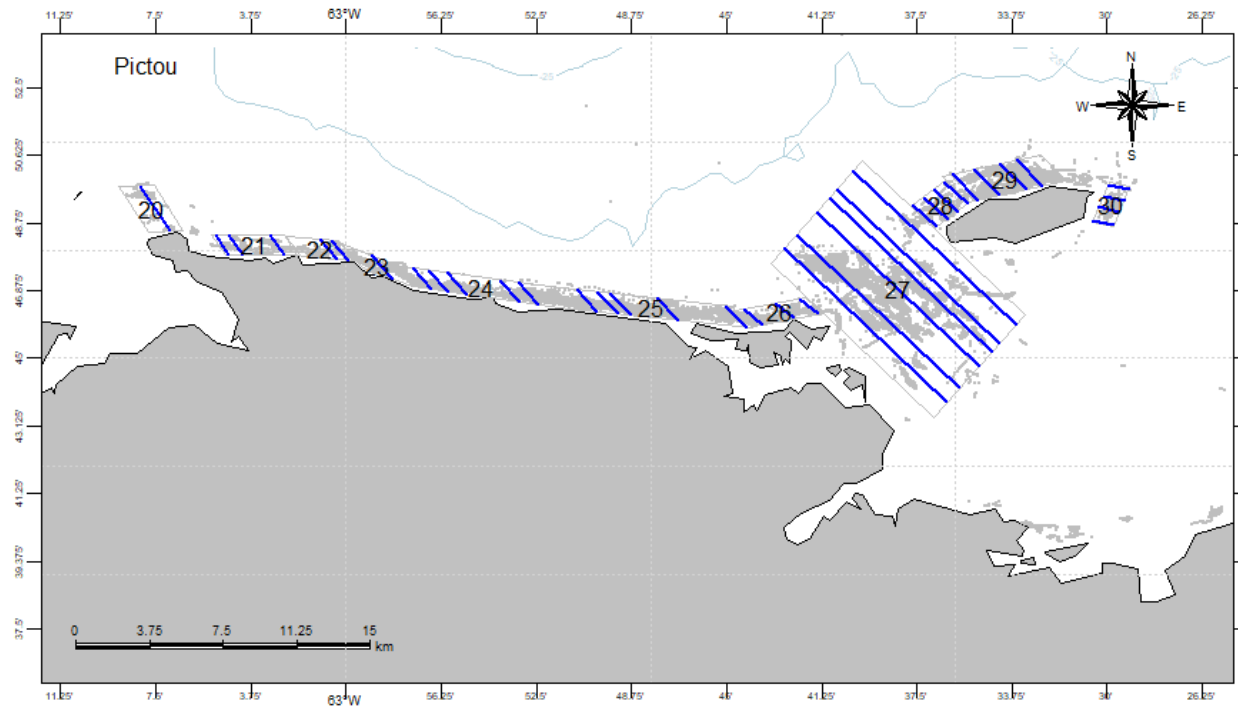 11.25' 7.5' 3.75' 63°W 56.25' 52.5' 48.75' 45' 41.25' 37.5' 33.75' 30' 26.25'
Pictou
N
W E
S
-25 -25 -25
52.5'
50.625'
48.75'
46.875'
45'
43.125'
41.25'
39.375'
37.5'
20 21 22 23 24 25 26 27 28 29 30
0 3.75 7.5 11.25 15
km
11.25' 7.5' 3.75' 63°W 56.25' 52.5' 48.75' 45' 41.25' 37.5' 33.75' 30' 26.25'